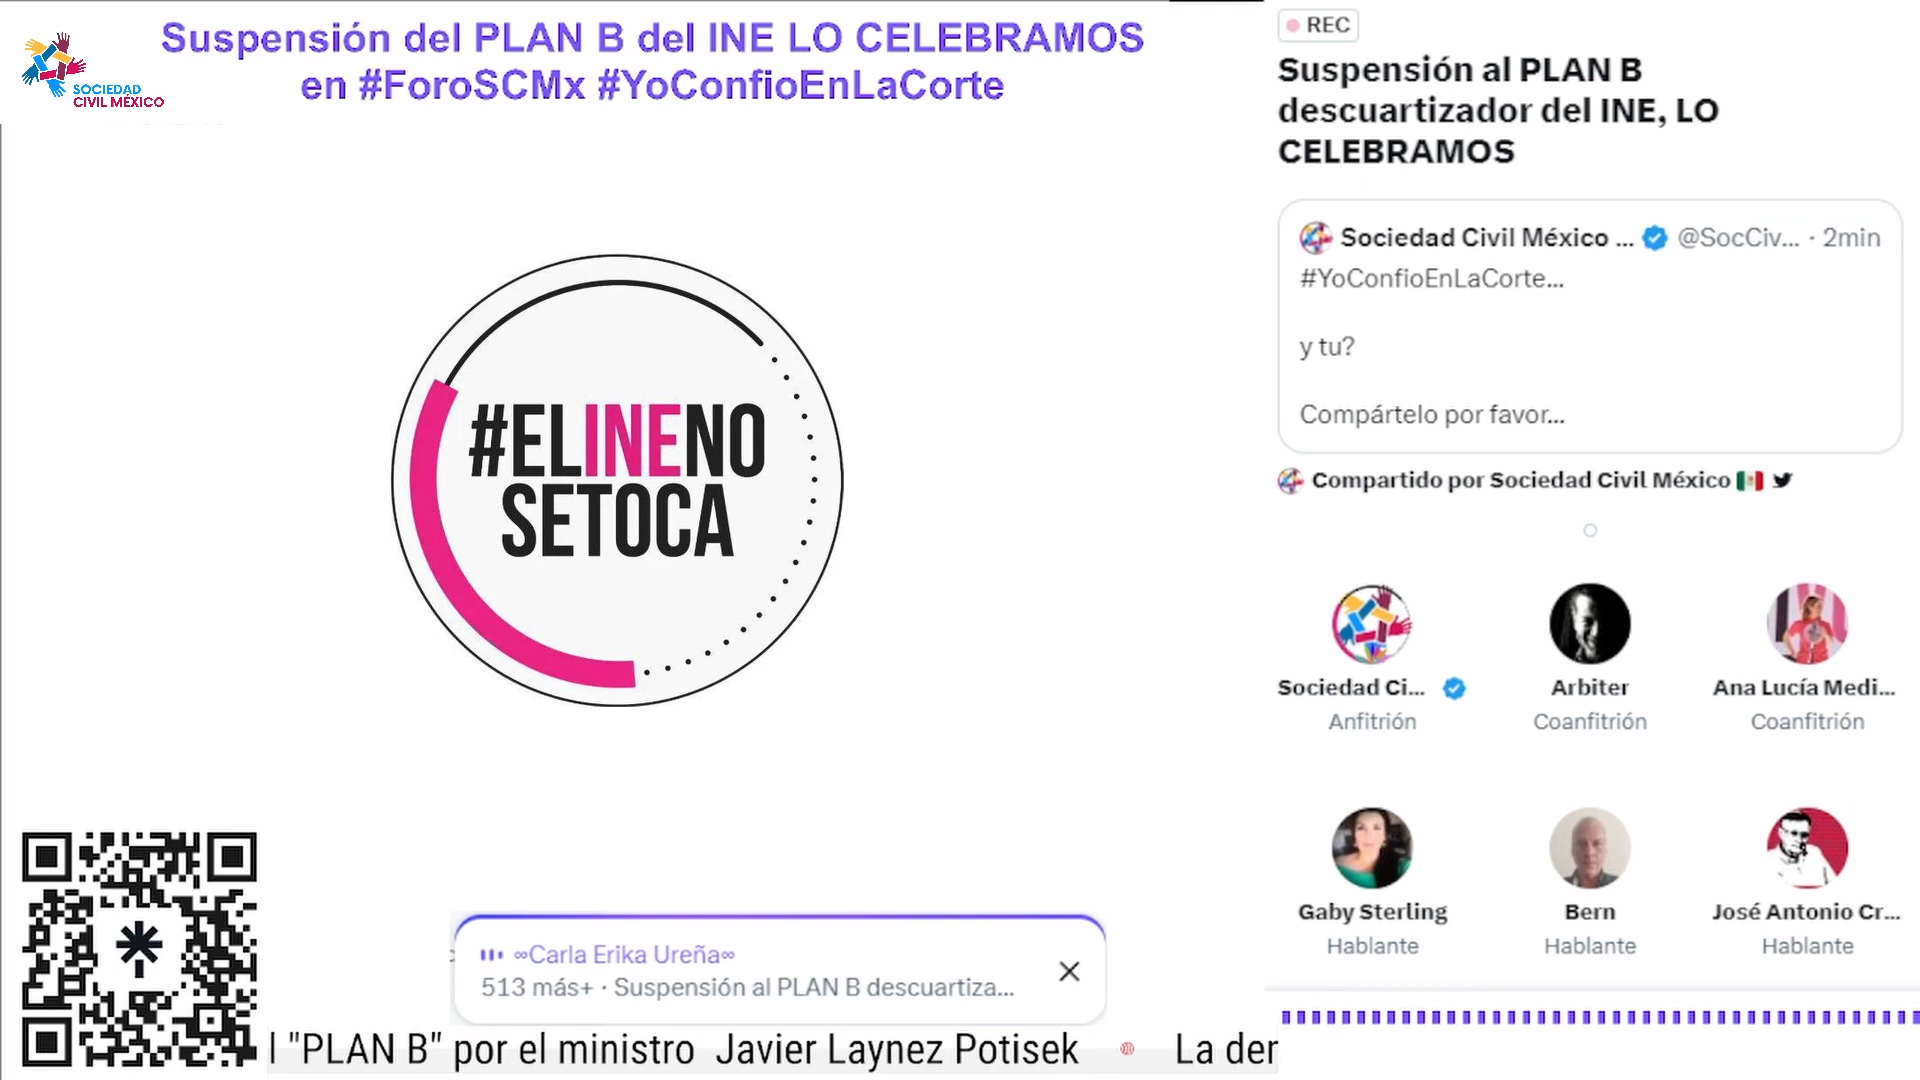 SOCIEDAD
CIVIL MÉXICO
Suspensión del PLAN B del INE LO CELEBRAMOS
en #ForoSCMx #YoConfioEnLaCorte
#ELINENO
SETOCA
∞Carla Erika Ureña∞
513 más+ · Suspensión al PLAN B descuartiza...
l "PLAN B" por el ministro Javier Laynez Potisek
La der
REC
Suspensión al PLAN B
descuartizador del INE, LO
CELEBRAMOS
Sociedad Civil México ... @SocCiv... · 2min
#YoConfioEnLaCorte...
y tu?
Compártelo por favor...
Compartido por Sociedad Civil México
Sociedad Ci...
Anfitrión
Arbiter
Coanfitrión
Ana Lucía Medi...
Coanfitrión
Gaby Sterling
Hablante
Bern
Hablante
José Antonio Cr...
Hablante